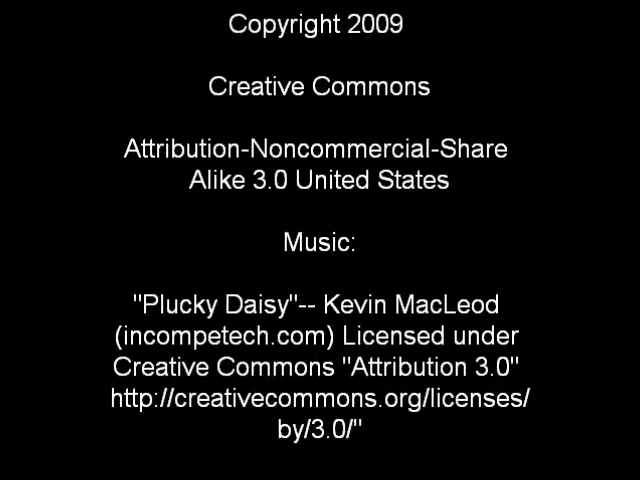 Copyright 2009
Creative Commons
Attribution-Noncommercial-Share
Alike 3.0 United States
Music:
"Plucky Daisy"-- Kevin MacLeod
(incompetech.com) Licensed under
Creative Commons "Attribution 3.0"
http://creativecommons.org/licenses/
by/3.0/"